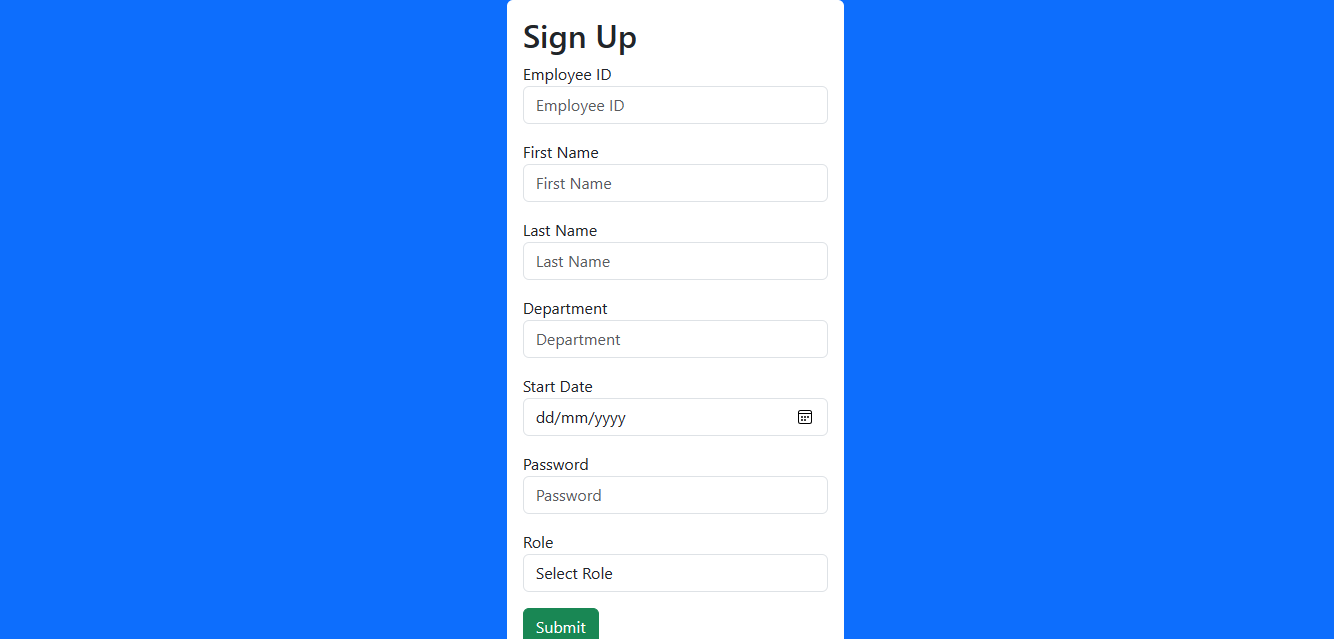 Sign Up
Employee ID
Employee ID
First Name
First Name
Last Name
Last Name
Department
Department
Start Date
dd/mm/yyyy
Password
Password
Role
Select Role
Submit